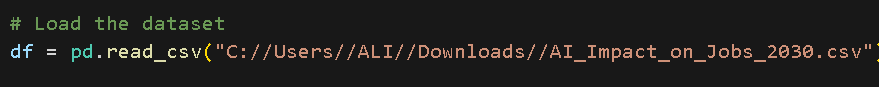 # Load the dataset
df = pd.read_csv("C://Users//ALI//Downloads//AI_Impact_on_Jobs_2030.csv")